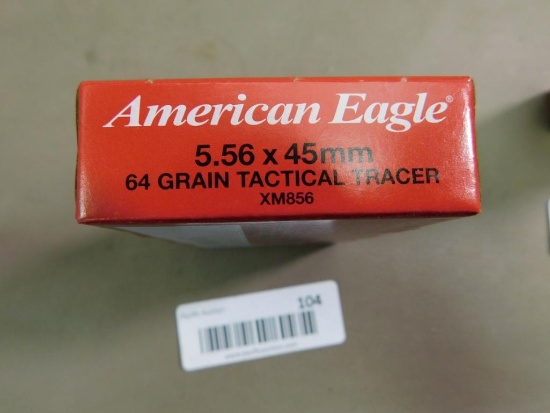 American Eagle®
5.56 x 45mm
64 GRAIN TACTICAL TRACER
XM856
104